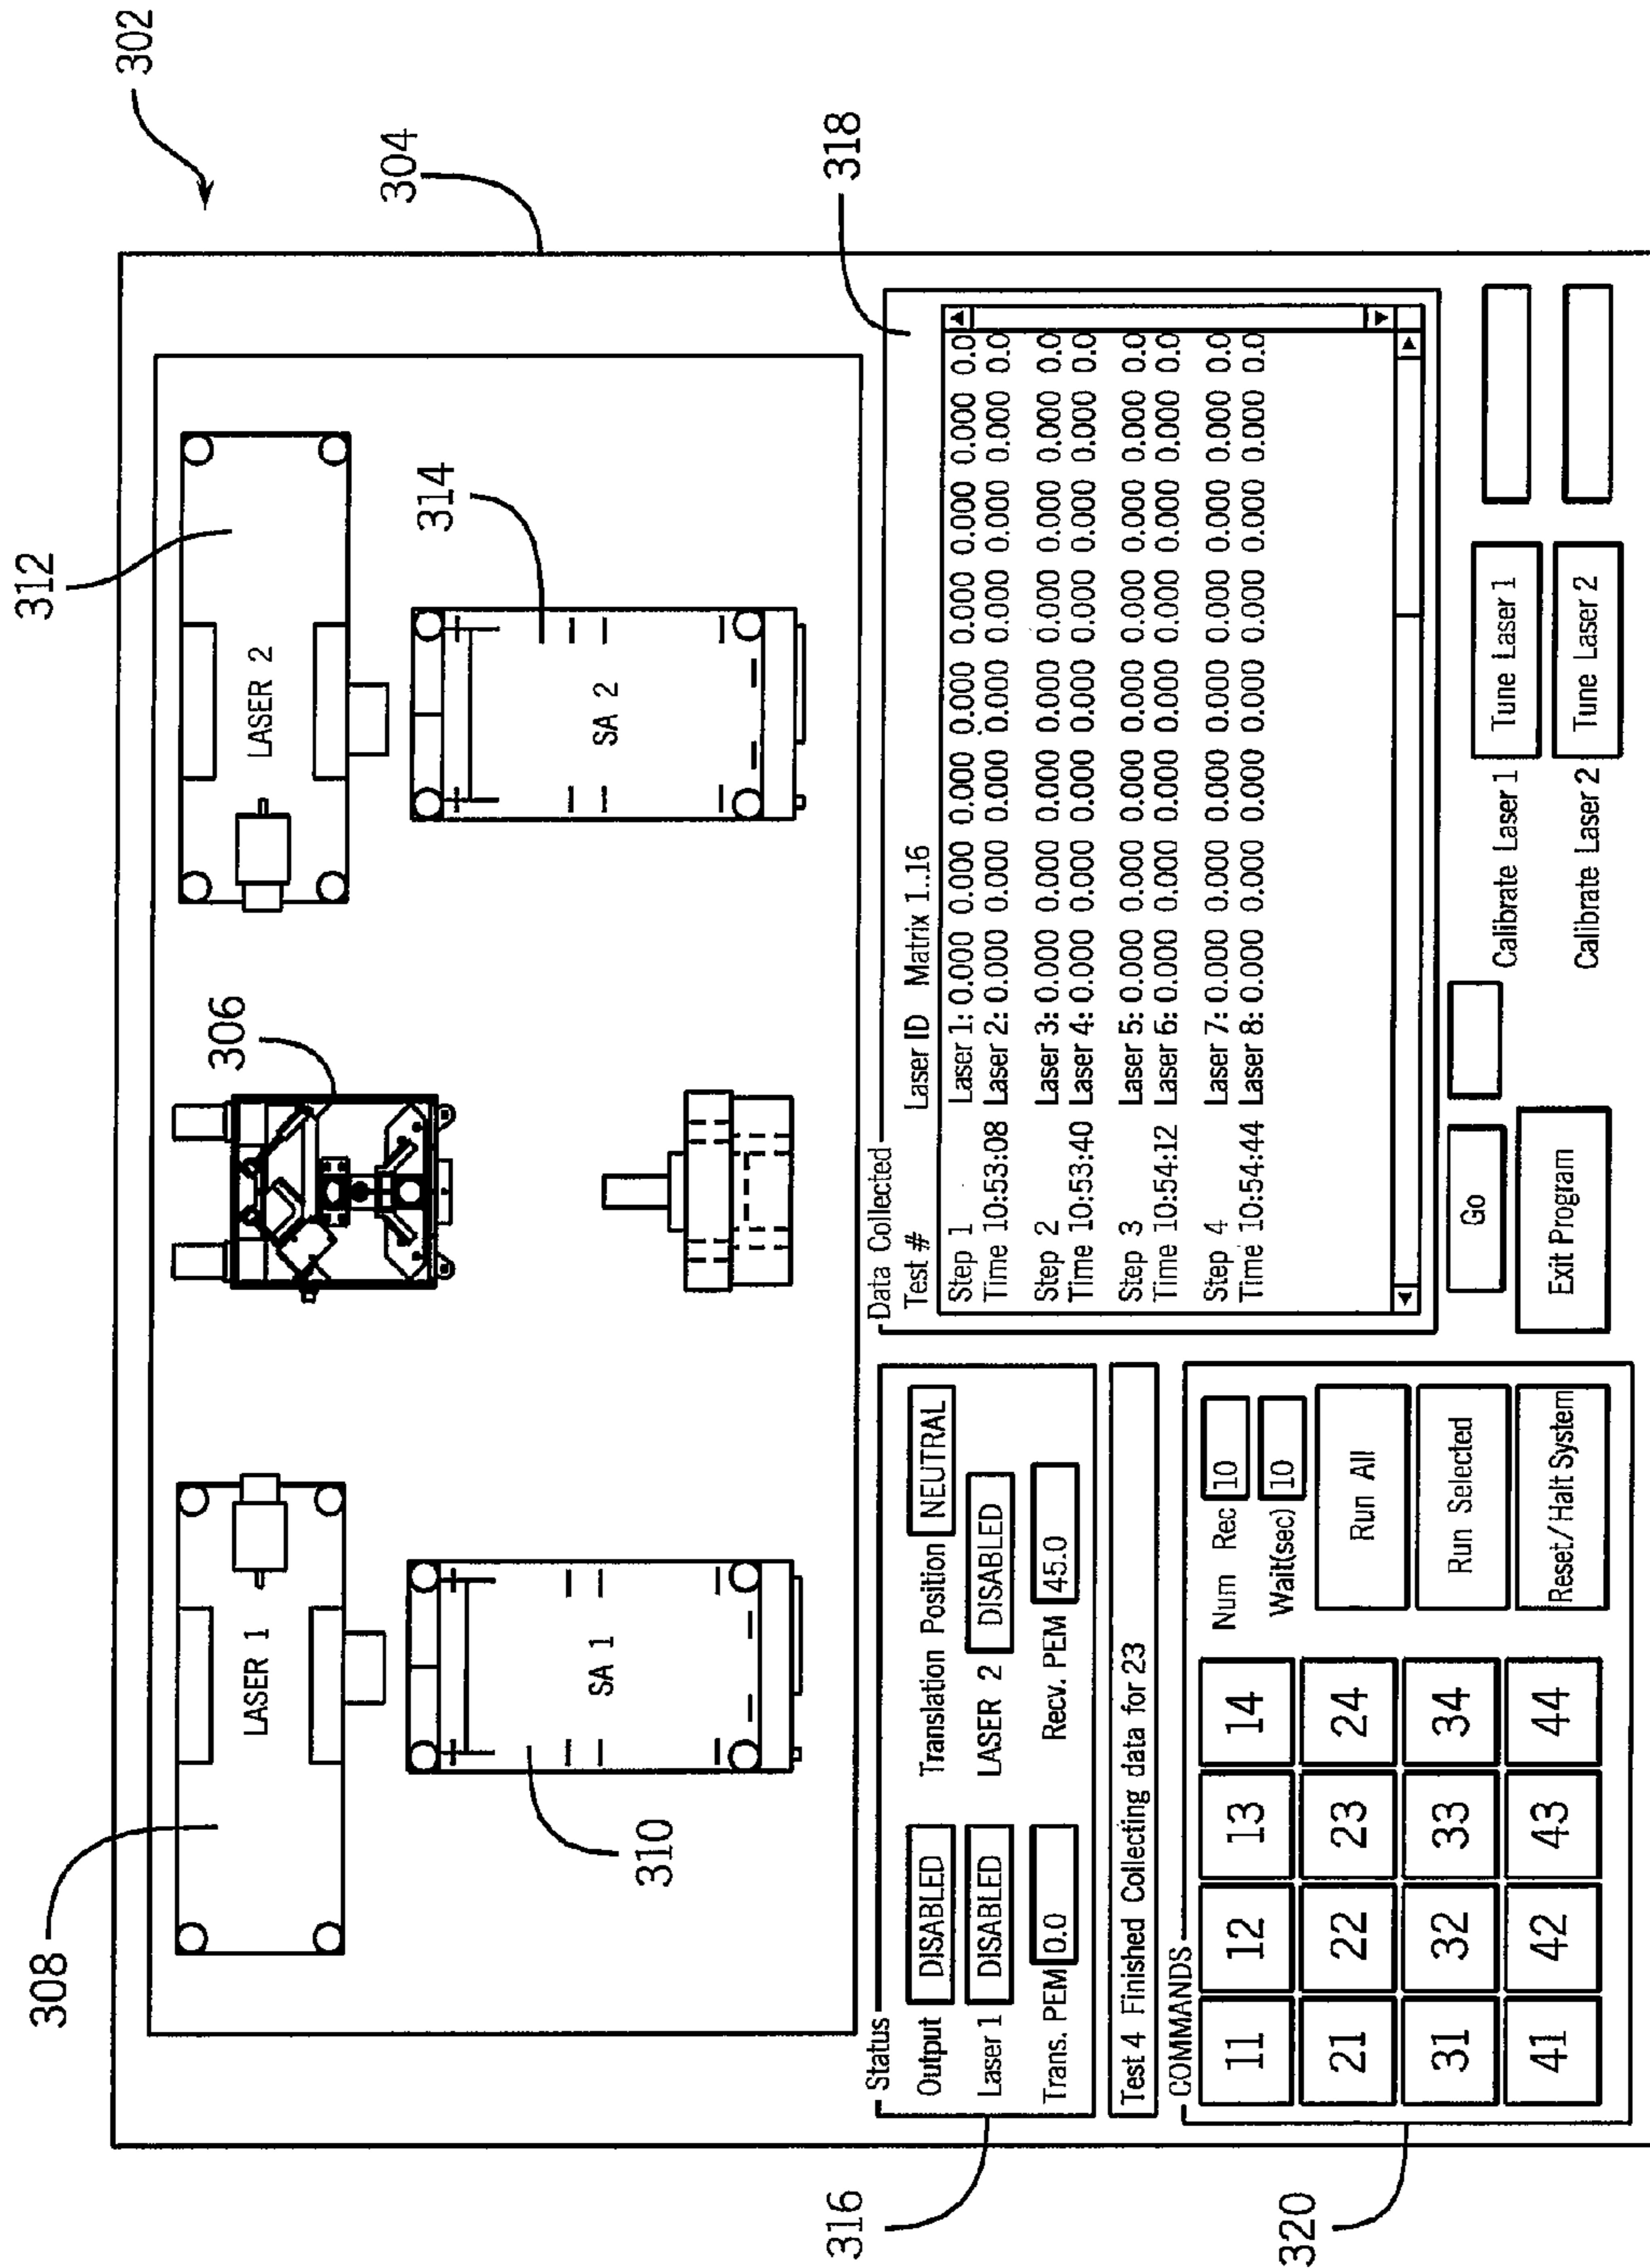 302
304
312
306
308
LASER 1
LASER 2
314
310
SA 1
SA 2
318
316
Status
Output DISABLED Translation Position NEUTRAL
Laser 1 DISABLED LASER 2 DISABLED
Trans. PEM 0.0 Recv. PEM 45.0
Test 4 Finished Collecting data for 23
320
COMMANDS
11 12 13 14
21 22 23 24
31 32 33 34
41 42 43 44
Num Rec 10
Wait(sec) 10
Run All
Run Selected
Reset/Halt System
Data Collected
Test # Laser ID Matrix 1..16
Step 1 Laser 1: 0.000 0.000 0.000 0.000 0.000 0.000 0.000 0.0
Time 10:53:08 Laser 2: 0.000 0.000 0.000 0.000 0.000 0.000 0.000 0.0
Step 2 Laser 3: 0.000 0.000 0.000 0.000 0.000 0.000 0.000 0.0
Time 10:53:40 Laser 4: 0.000 0.000 0.000 0.000 0.000 0.000 0.000 0.0
Step 3 Laser 5: 0.000 0.000 0.000 0.000 0.000 0.000 0.000 0.0
Time 10:54:12 Laser 6: 0.000 0.000 0.000 0.000 0.000 0.000 0.000 0.0
Step 4 Laser 7: 0.000 0.000 0.000 0.000 0.000 0.000 0.000 0.0
Time 10:54:44 Laser 8: 0.000 0.000 0.000 0.000 0.000 0.000 0.000 0.0
Go
Exit Program
Calibrate Laser 1 Tune Laser 1
Calibrate Laser 2 Tune Laser 2